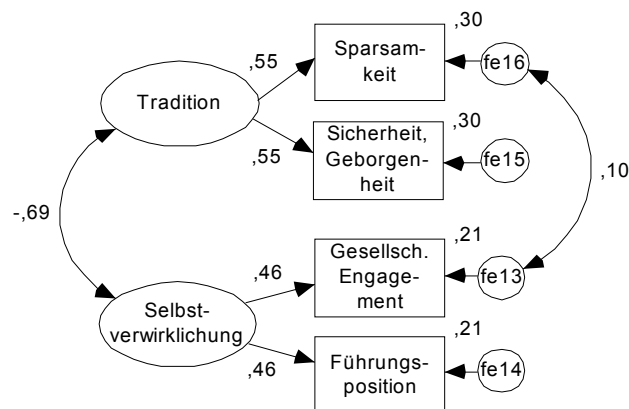 ,30
,55
Sparsam-
keit
fe16
Tradition
,30
,55
Sicherheit,
Geborgen-
heit
fe15
,10
-,69
,21
,46
Gesellsch.
Engage-
ment
fe13
Selbst-
verwirklichung
,21
,46
Führungs-
position
fe14